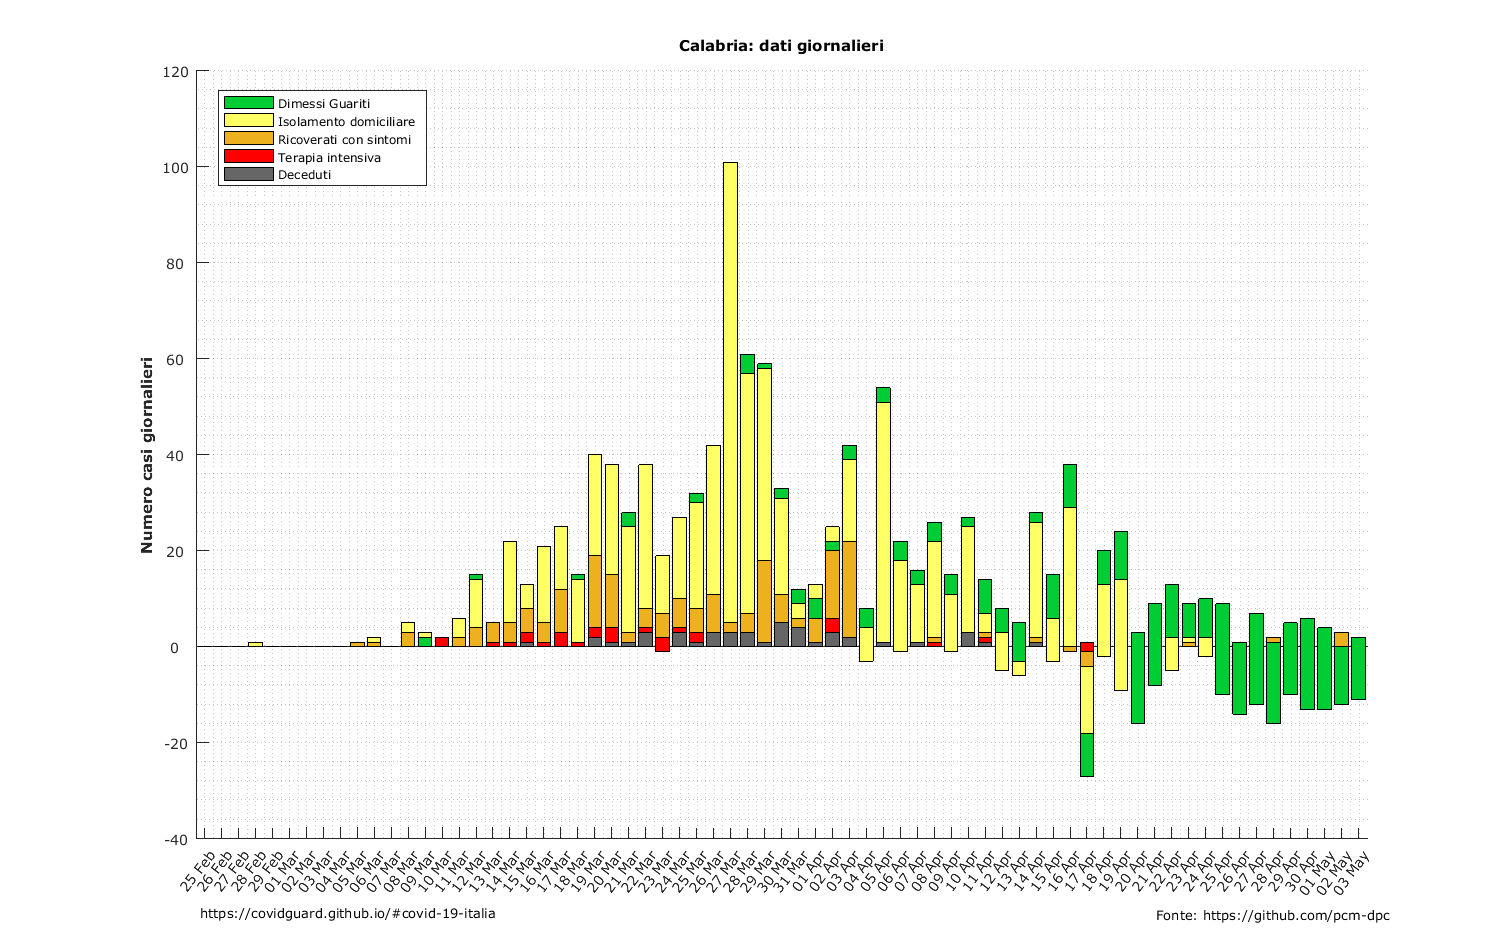 Calabria: dati giornalieri
Dimessi Guariti
Isolamento domiciliare
Ricoverati con sintomi
Terapia intensiva
Deceduti
Numero casi giornalieri
120
100
80
60
40
20
0
-20
-40
25 Feb
26 Feb
27 Feb
28 Feb
29 Feb
01 Mar
02 Mar
03 Mar
04 Mar
05 Mar
06 Mar
07 Mar
08 Mar
09 Mar
10 Mar
11 Mar
12 Mar
13 Mar
14 Mar
15 Mar
16 Mar
17 Mar
18 Mar
19 Mar
20 Mar
21 Mar
22 Mar
23 Mar
24 Mar
25 Mar
26 Mar
27 Mar
28 Mar
29 Mar
30 Mar
31 Mar
01 Apr
02 Apr
03 Apr
04 Apr
05 Apr
06 Apr
07 Apr
08 Apr
09 Apr
10 Apr
11 Apr
12 Apr
13 Apr
14 Apr
15 Apr
16 Apr
17 Apr
18 Apr
19 Apr
20 Apr
21 Apr
22 Apr
23 Apr
24 Apr
25 Apr
26 Apr
27 Apr
28 Apr
29 Apr
30 Apr
01 May
02 May
03 May
https://covidguard.github.io/#covid-19-italia
Fonte: https://github.com/pcm-dpc